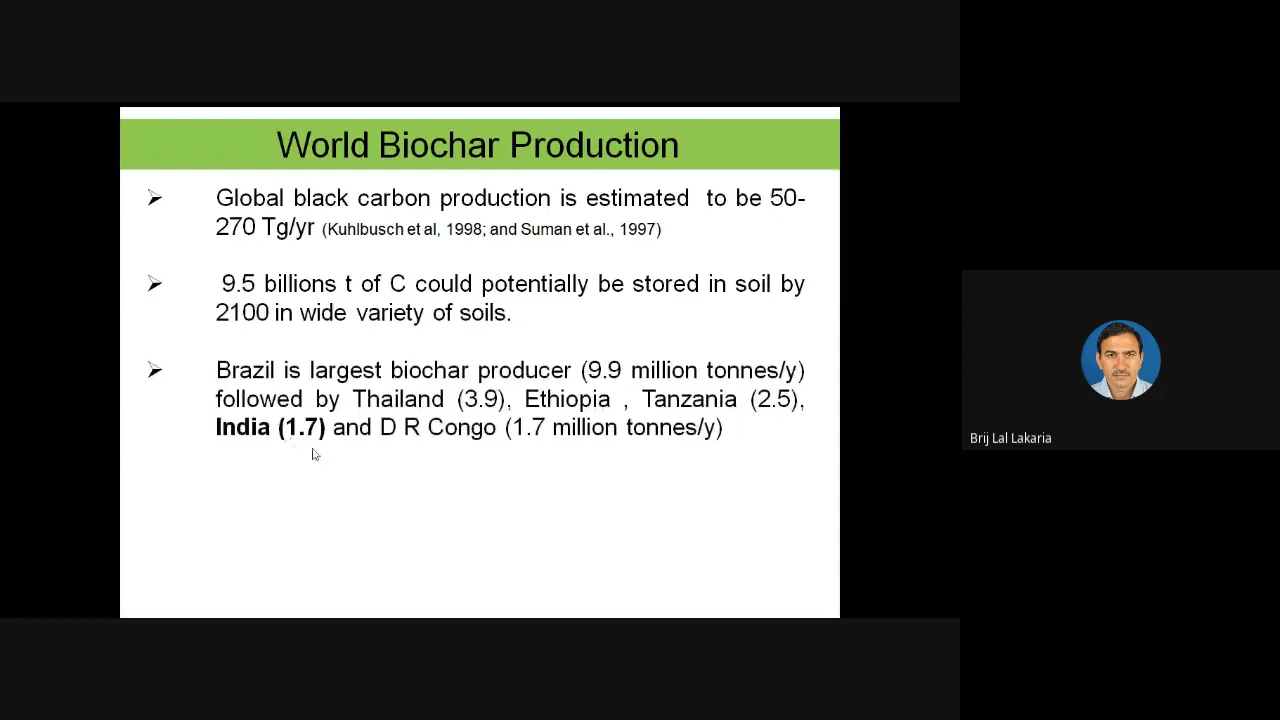 World Biochar Production
Global black carbon production is estimated to be 50-
270 Tg/yr (Kuhlbusch et al, 1998; and Suman et al., 1997)
9.5 billions t of C could potentially be stored in soil by
2100 in wide variety of soils.
Brazil is largest biochar producer (9.9 million tonnes/y)
followed by Thailand (3.9), Ethiopia , Tanzania (2.5),
India (1.7) and D R Congo (1.7 million tonnes/y)
Brij Lal Lakaria